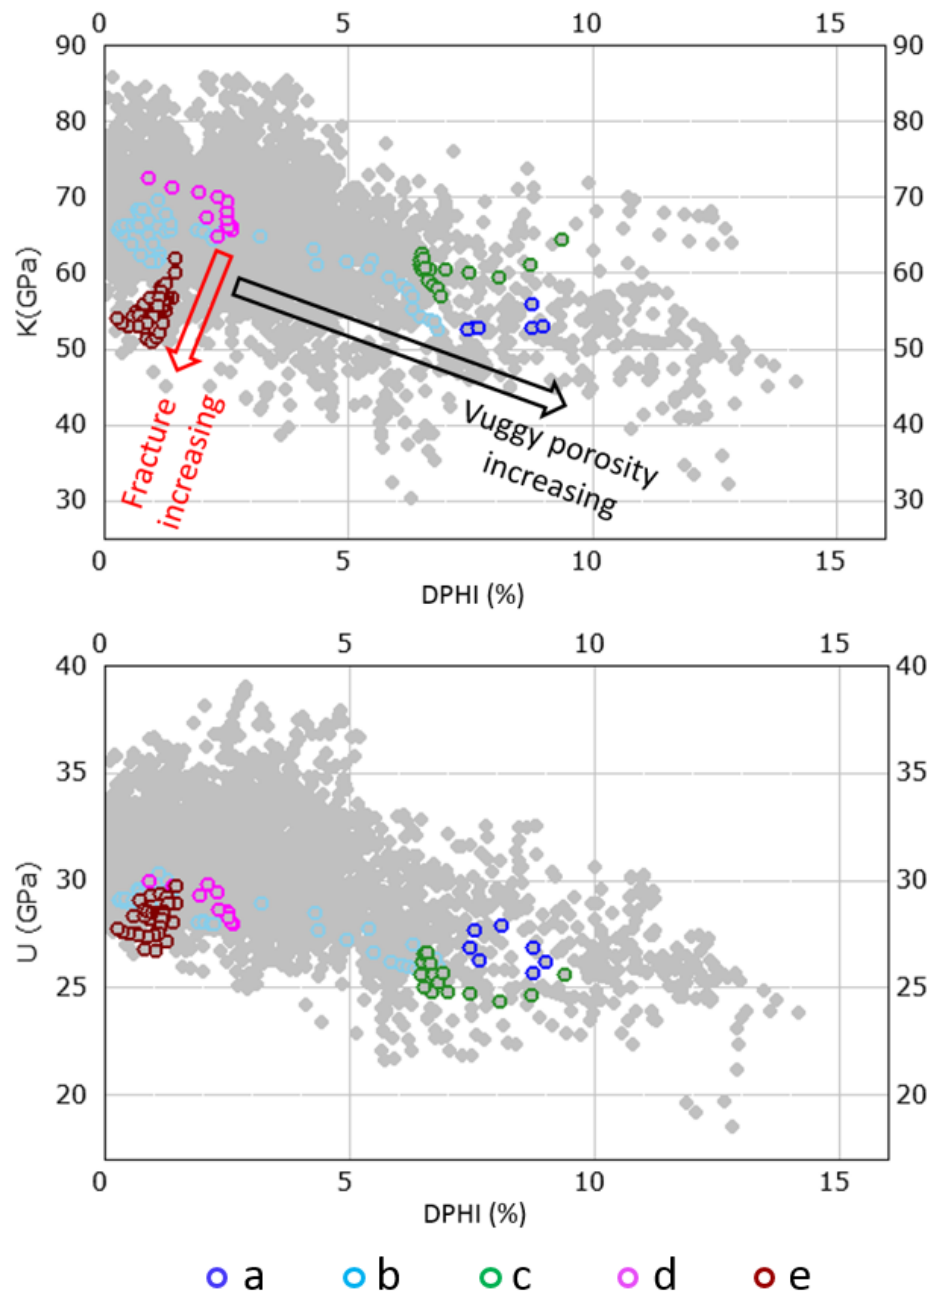 0 5 10 15
90 90
80 80
70 70
60 60
50 50
40 40
30 30
K(GPa)
Fracture
increasing
Vuggy porosity
increasing
0 5 10 15
DPHI (%)
0 5 10 15
40 40
35 35
30 30
25 25
20 20
U (GPa)
0 5 10 15
DPHI (%)
a b c d e